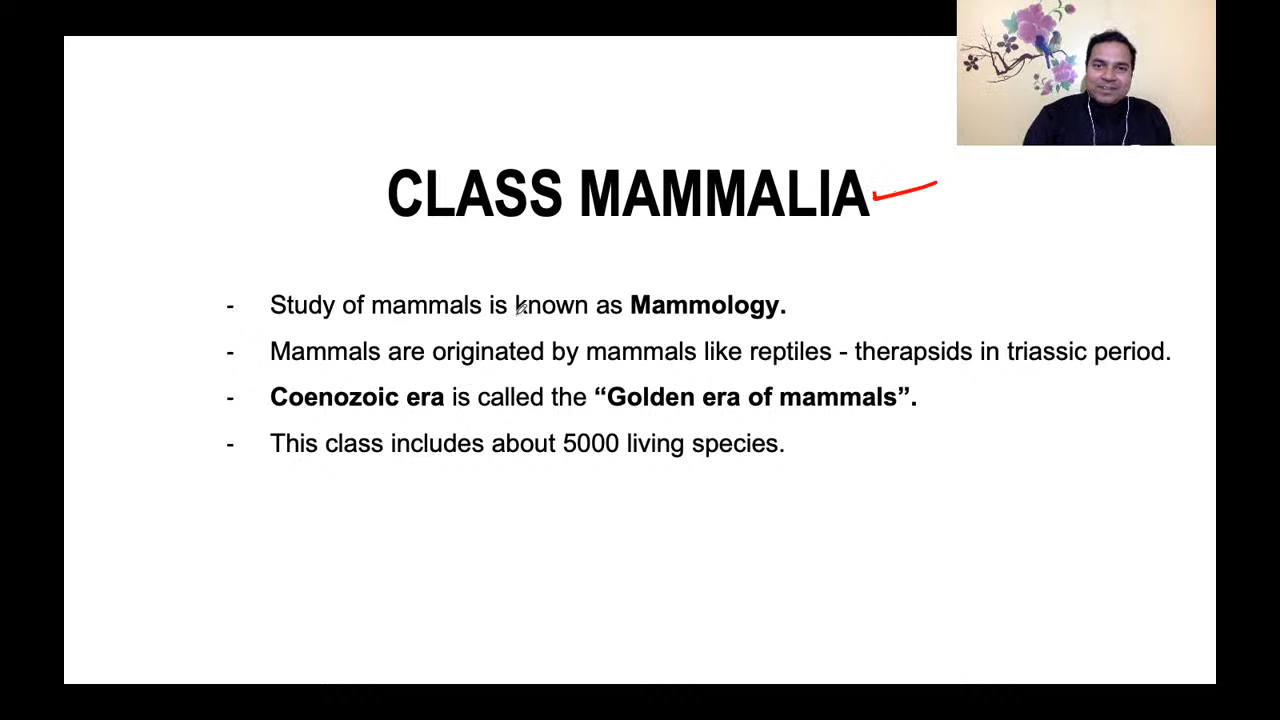 CLASS MAMMALIA
- Study of mammals is known as Mammology.
- Mammals are originated by mammals like reptiles - therapsids in triassic period.
- Coenozoic era is called the “Golden era of mammals”.
- This class includes about 5000 living species.